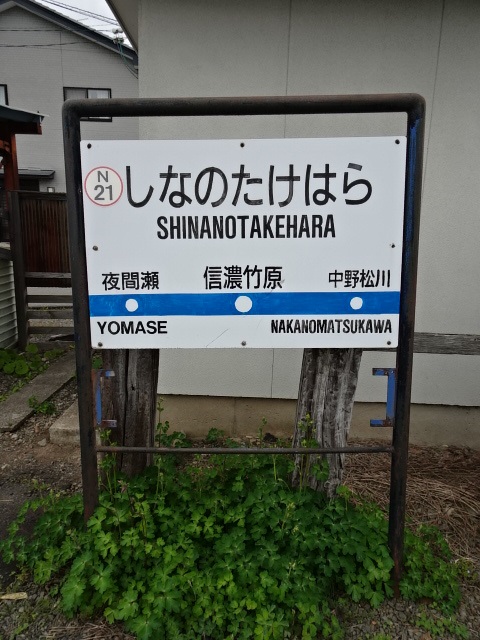 N
21
しなのたけはら
SHINANOTAKEHARA
夜間瀬 信濃竹原 中野松川
YOMASE NAKANOMATSUKAWA